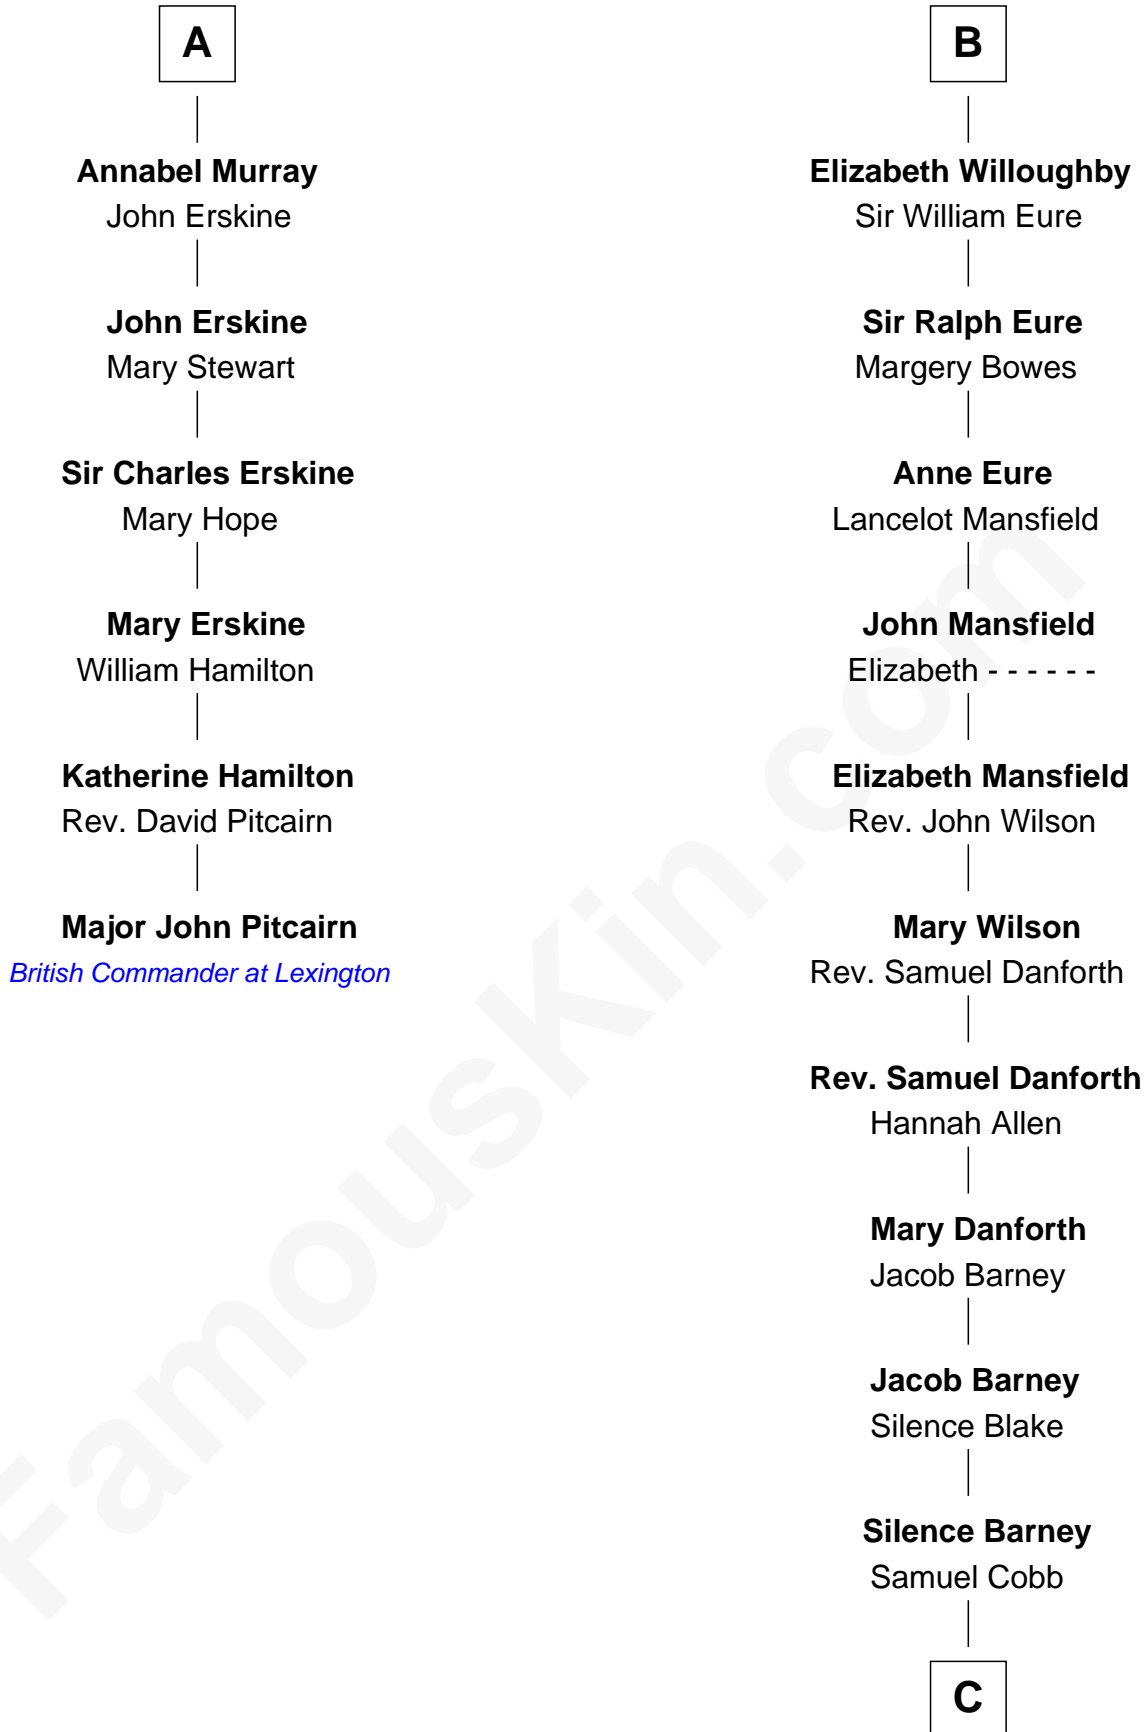 A
Annabel Murray
John Erskine
John Erskine
Mary Stewart
Sir Charles Erskine
Mary Hope
Mary Erskine
William Hamilton
Katherine Hamilton
Rev. David Pitcairn
Major John Pitcairn
British Commander at Lexington
B
Elizabeth Willoughby
Sir William Eure
Sir Ralph Eure
Margery Bowes
Anne Eure
Lancelot Mansfield
John Mansfield
Elizabeth - - - - - -
Elizabeth Mansfield
Rev. John Wilson
Mary Wilson
Rev. Samuel Danforth
Rev. Samuel Danforth
Hannah Allen
Mary Danforth
Jacob Barney
Jacob Barney
Silence Blake
Silence Barney
Samuel Cobb
C
FamousKin.com